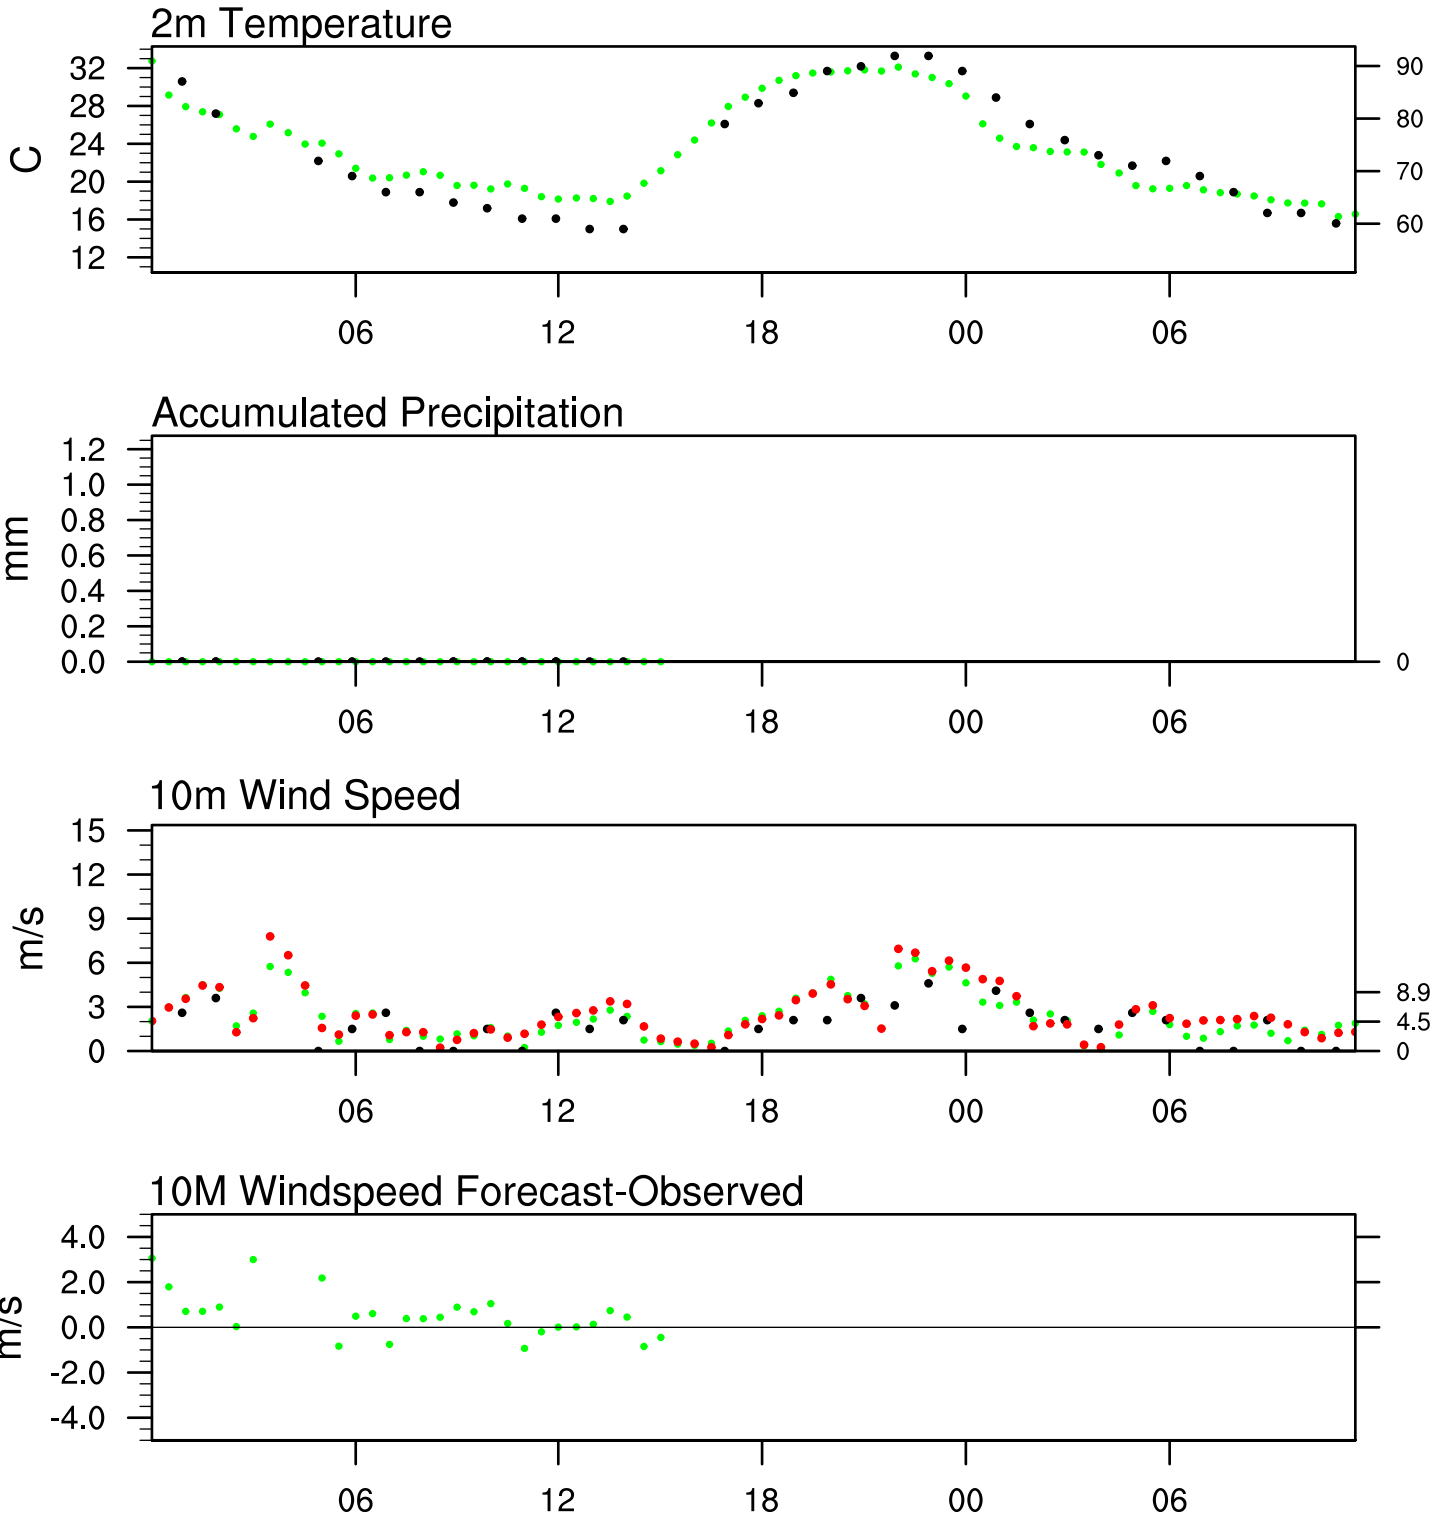 2m Temperature
32
28
24
20
16
12
C
90
80
70
60
06 12 18 00 06
Accumulated Precipitation
1.2
1.0
0.8
0.6
0.4
0.2
0.0
mm
0
06 12 18 00 06
10m Wind Speed
15
12
9
6
3
0
m/s
8.9
4.5
0
06 12 18 00 06
10M Windspeed Forecast-Observed
4.0
2.0
0.0
-2.0
-4.0
m/s
06 12 18 00 06